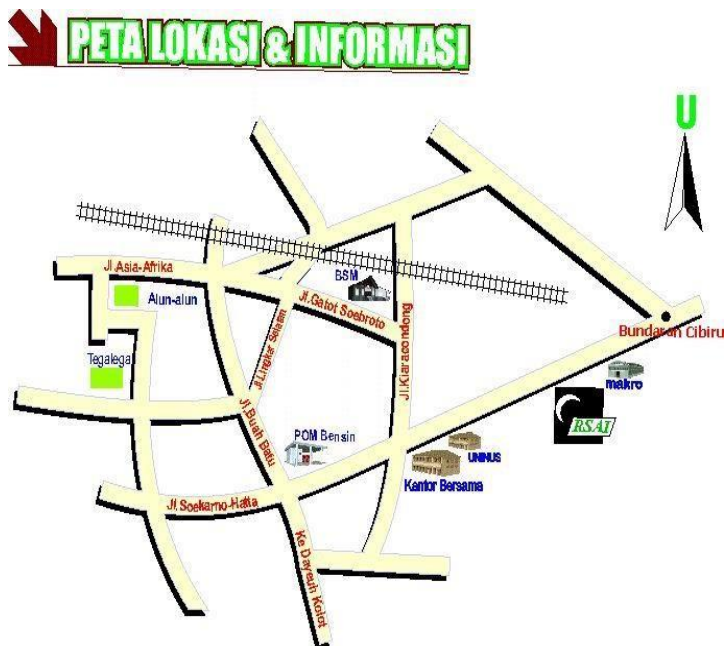 PETA LOKASI & INFORMASI
U
Jl.Asia-Afrika
BSM
Alun-alun
Jl.Gatot Soebroto
Jl.Lingkar Selatan
Jl.Kiaracondong
Bundaran Cibiru
Tegalega
makro
RSAI
Jl.Buah Batu
POM Bensin
UNINUS
Kantor Bersama
Jl.Soekarno-Hatta
Ke Dayeuh Kolot